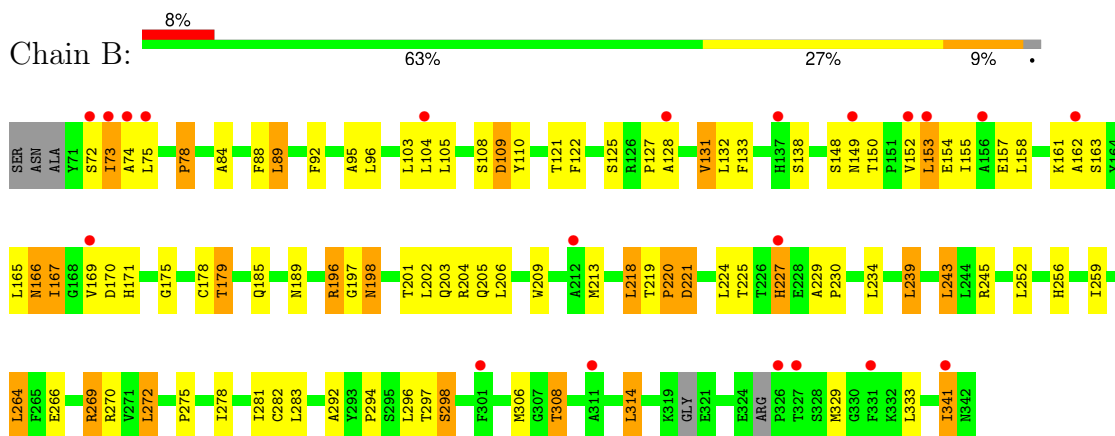 8%
Chain B:
63% 27% 9% •
SER ASN ALA Y71 S72 I73 A74 L75 P78 A84 F88 L89 F92 A95 L96 L103 L104 L105 S108 D109 Y110 T121 F122 S125 R126 P127 A128 V131 L132 F133 H137 S138 S148 N149 T150 P151 V152 L153 E154 I155 A156 E157 L158 K161 A162 S163 Y164
L165 N166 I167 G168 V169 D170 H171 G175 C178 T179 Q185 N189 R196 G197 N198 T201 L202 Q203 R204 Q205 L206 W209 A212 M213 L218 T219 P220 D221 L224 T225 T226 H227 E228 A229 P230 L234 L239 L243 L244 R245 L252 H256 I259
L264 F265 E266 R269 R270 V271 L272 P275 I278 I281 C282 L283 A292 Y293 P294 S295 L296 T297 S298 F301 M306 G307 T308 A311 L314 K319 GLY E321 E324 ARG P326 T327 S328 M329 G330 F331 K332 L333 I341 N342